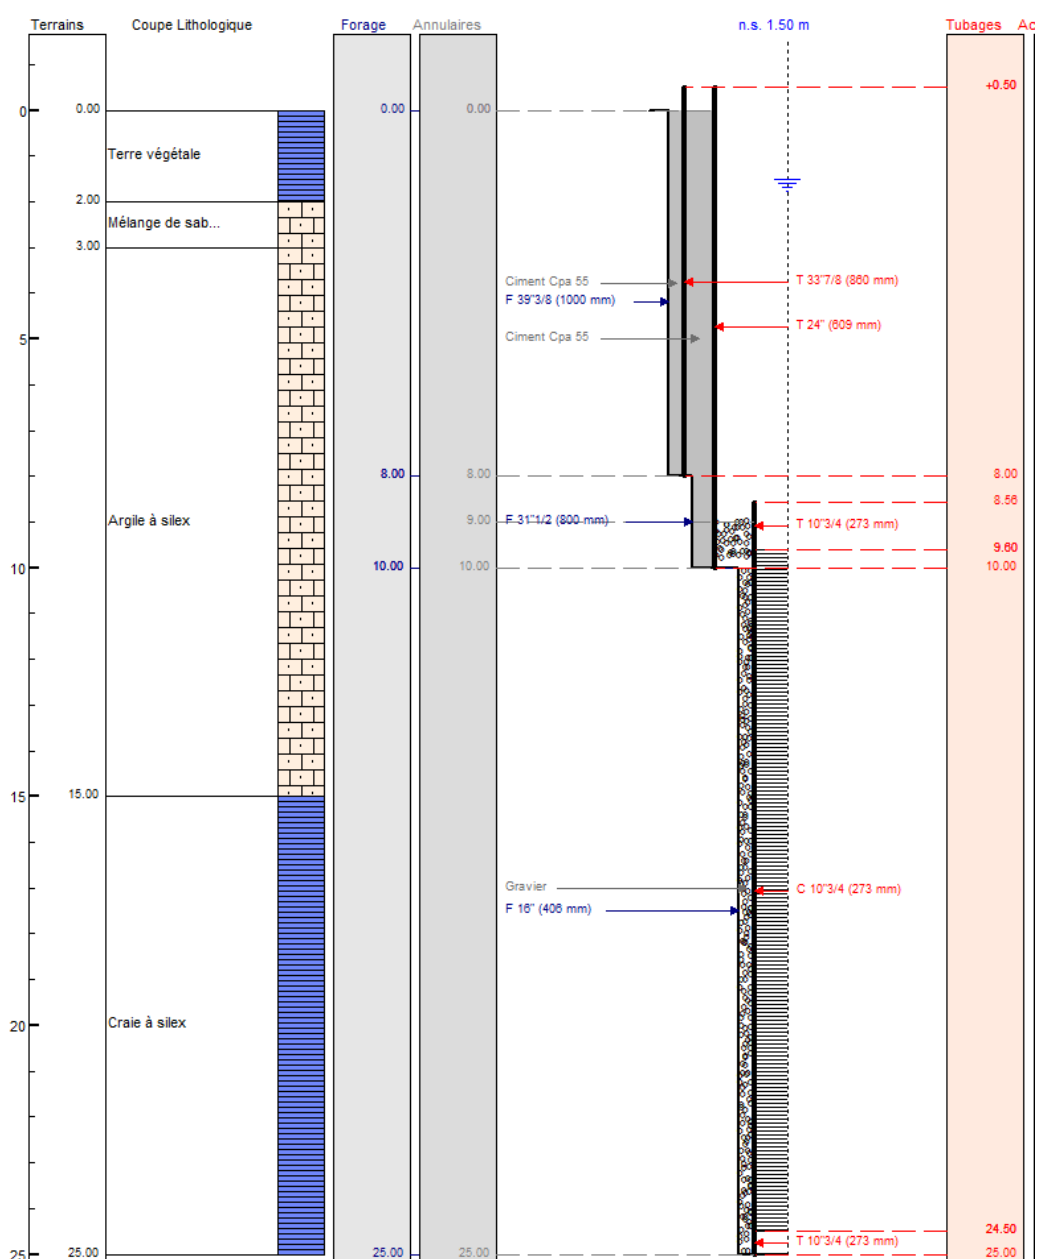 Terrains Coupe Lithologique Forage Annulaires n.s. 1.50 m Tubages Ac
+0.50
0 0.00 0.00 0.00
Terre végétale
2.00
Mélange de sab...
3.00
Ciment Cpa 55 T 33"7/8 (860 mm)
F 39"3/8 (1000 mm)
T 24" (609 mm)
5 Ciment Cpa 55
8.00 8.00 8.00
8.56
Argile à silex 9.00 F 31"1/2 (800 mm) T 10"3/4 (273 mm)
9.60
10 10.00 10.00 10.00
15 15.00
Gravier C 10"3/4 (273 mm)
F 16" (406 mm)
20 Craie à silex
24.50
T 10"3/4 (273 mm)
25 25.00 25.00 25.00 25.00